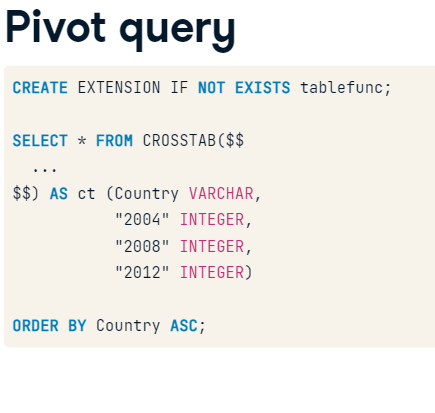 Pivot query
CREATE EXTENSION IF NOT EXISTS tablefunc;
SELECT * FROM CROSSTAB($$
...
$$) AS ct (Country VARCHAR,
"2004" INTEGER,
"2008" INTEGER,
"2012" INTEGER)
ORDER BY Country ASC;